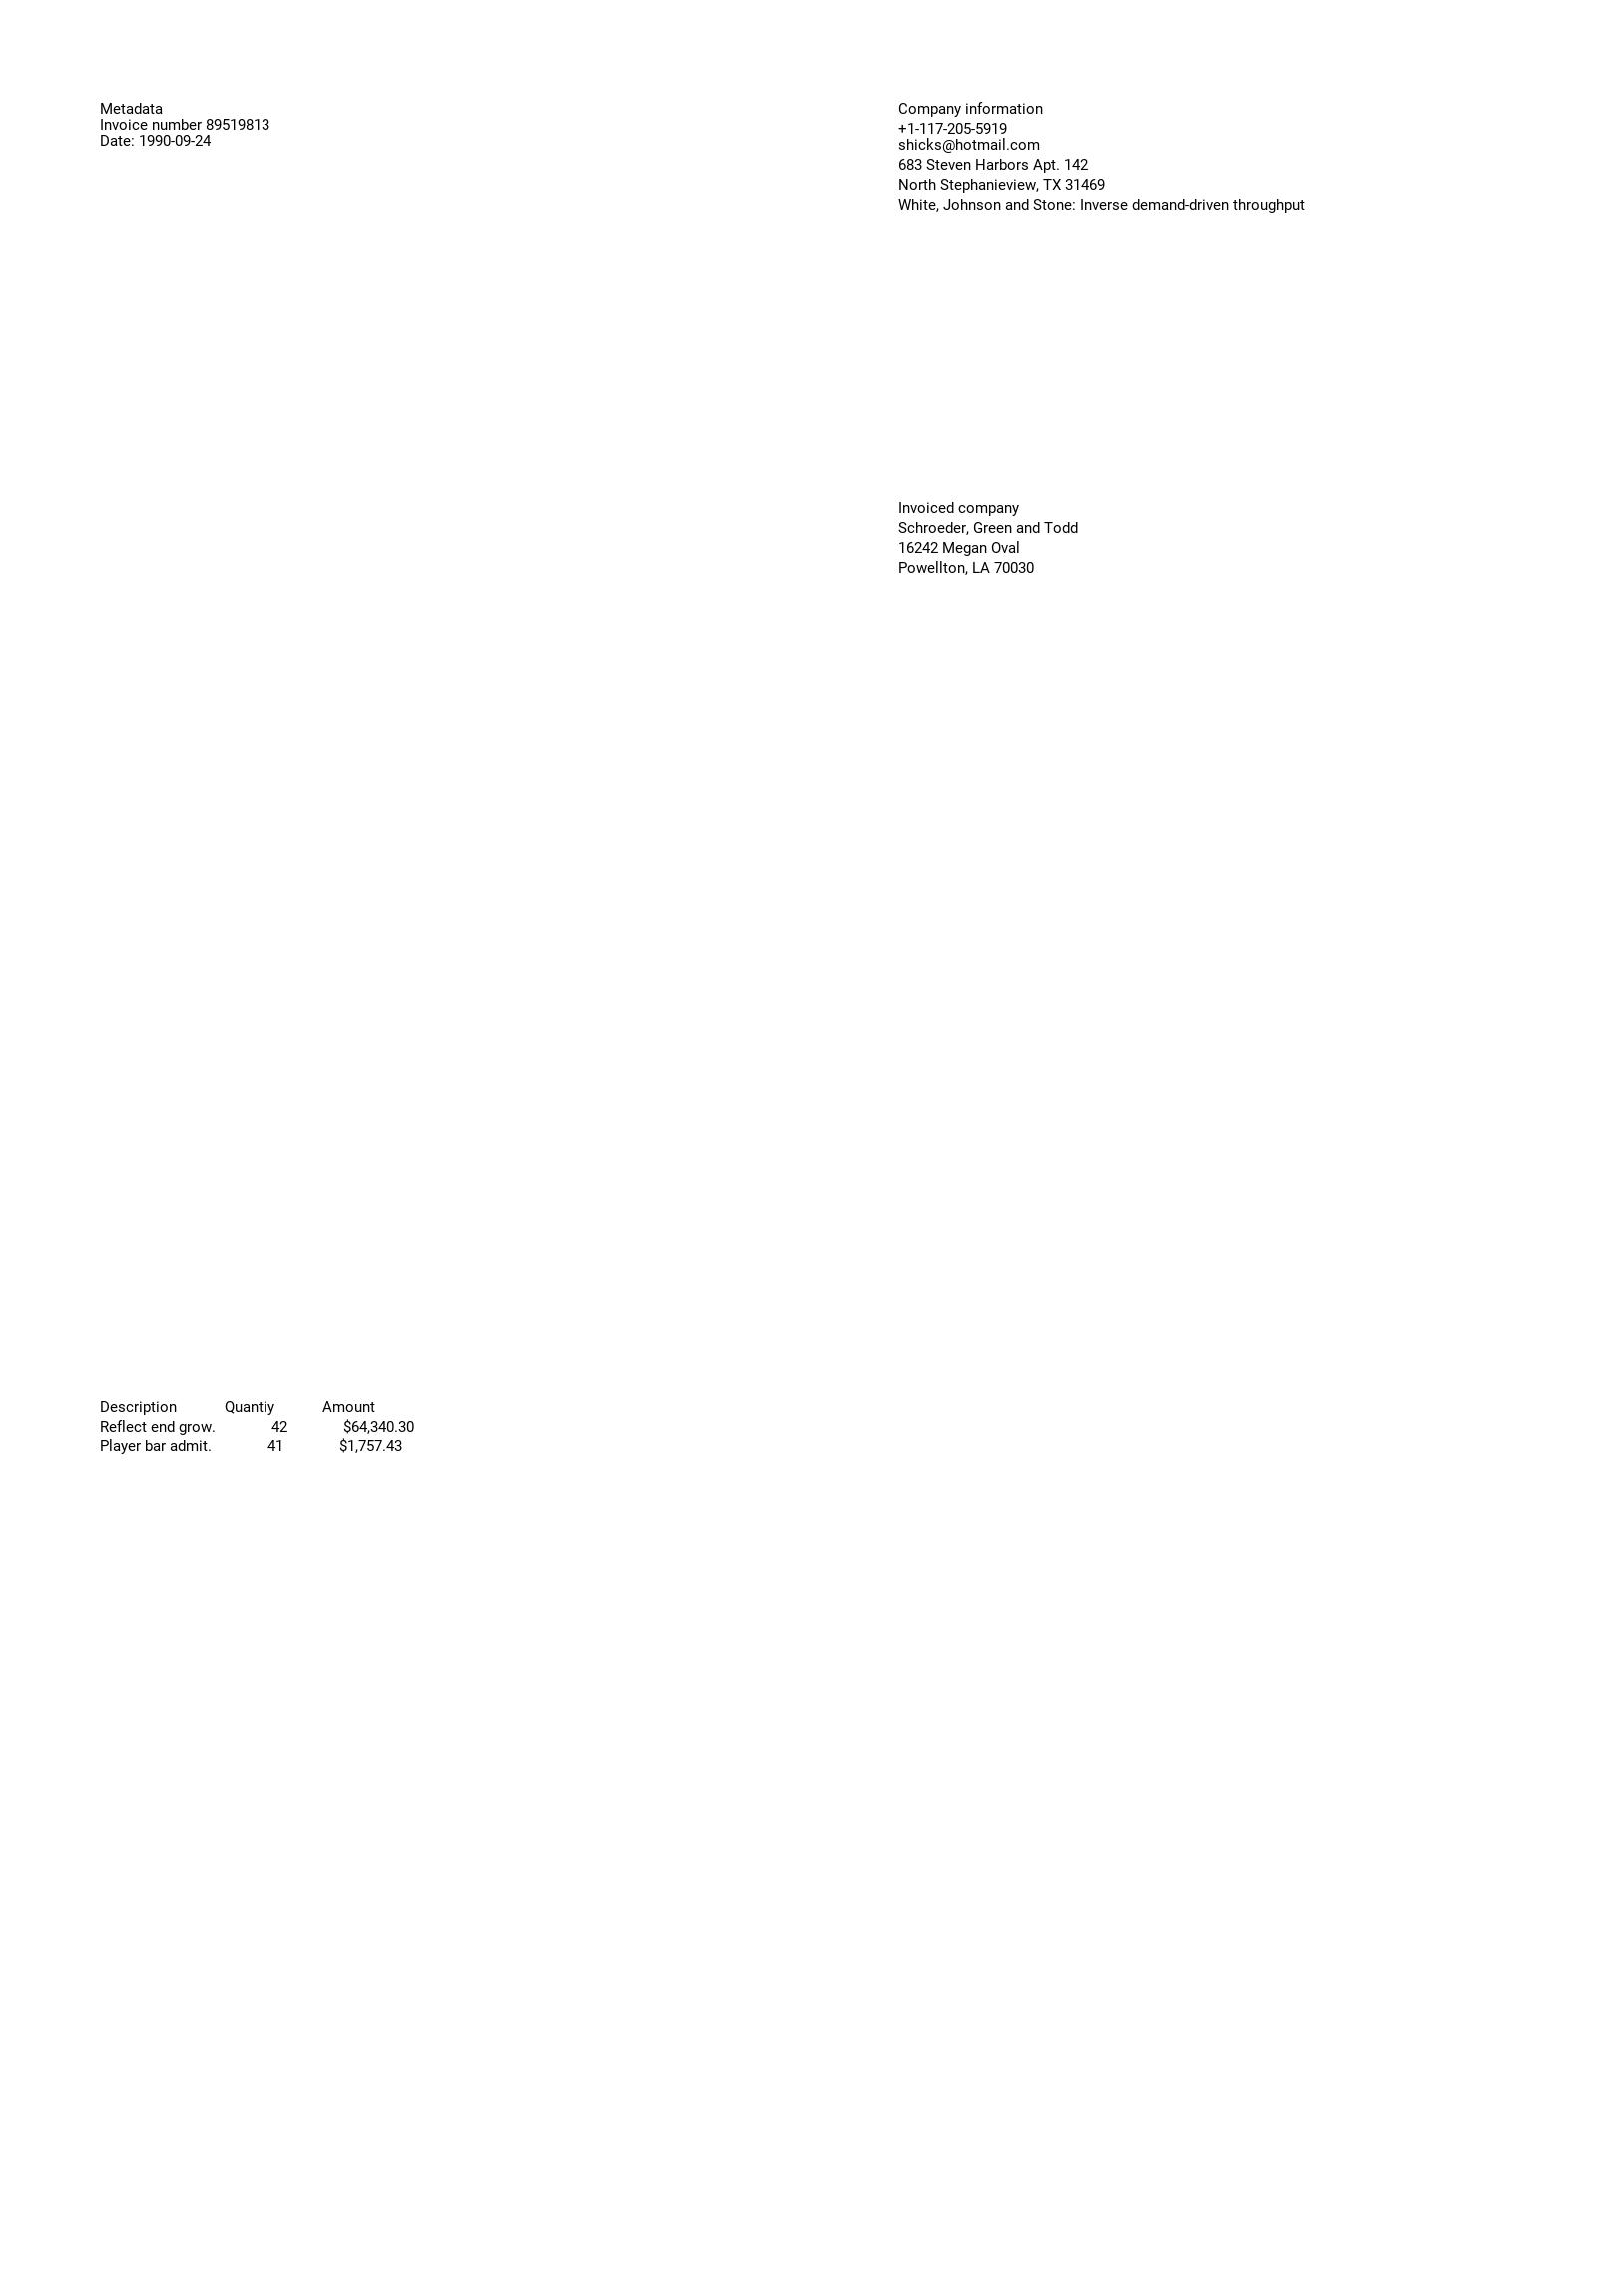 Metadata
Invoice number 89519813
Date: 1990-09-24
Company information
+1-117-205-5919
shicks@hotmail.com
683 Steven Harbors Apt. 142
North Stephanieview, TX 31469
White, Johnson and Stone: Inverse demand-driven throughput
Invoiced company
Schroeder, Green and Todd
16242 Megan Oval
Powellton, LA 70030
Description Quantiy Amount
Reflect end grow. 42 $64,340.30
Player bar admit. 41 $1,757.43